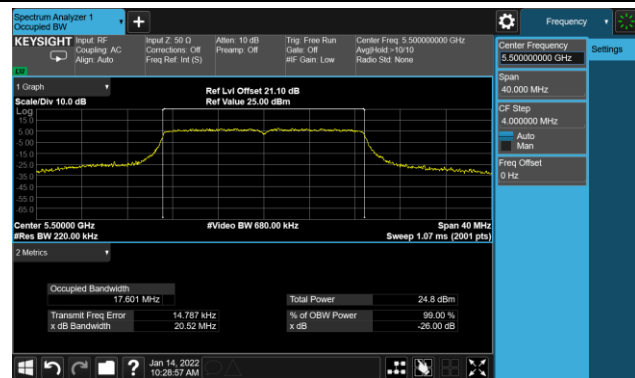 Spectrum Analyzer 1
Occupied BW
Frequency
KEYSIGHT
Input: RF
Coupling: AC
Align: Auto
Input Z: 50 Ω
Corrections: Off
Freq Ref: Int (S)
Atten: 10 dB
Preamp: Off
Trig: Free Run
Gate: Off
#IF Gain: Low
Center Freq: 5.500000000 GHz
Avg|Hold:>10/10
Radio Std: None
Center Frequency
5.500000000 GHz
Settings
Span
40.000 MHz
CF Step
4.000000 MHz
Auto
Man
Freq Offset
0 Hz
1 Graph
Scale/Div 10.0 dB
Ref Lvl Offset 21.10 dB
Ref Value 25.00 dBm
Log
15.0
5.00
-5.00
-15.0
-25.0
-35.0
-45.0
-55.0
-65.0
Center 5.50000 GHz
#Res BW 220.00 kHz
#Video BW 680.00 kHz
Span 40 MHz
Sweep 1.07 ms (2001 pts)
2 Metrics
Occupied Bandwidth
17.601 MHz
Total Power 24.8 dBm
Transmit Freq Error 14.787 kHz
% of OBW Power 99.00 %
x dB Bandwidth 20.52 MHz
x dB -26.00 dB
Jan 14, 2022
10:28:57 AM